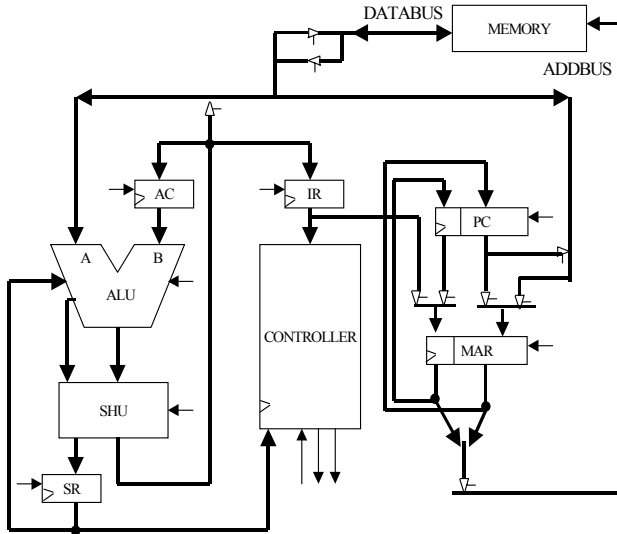 DATABUS
MEMORY
ADDBUS
AC
IR
PC
A
B
ALU
CONTROLLER
MAR
SHU
SR